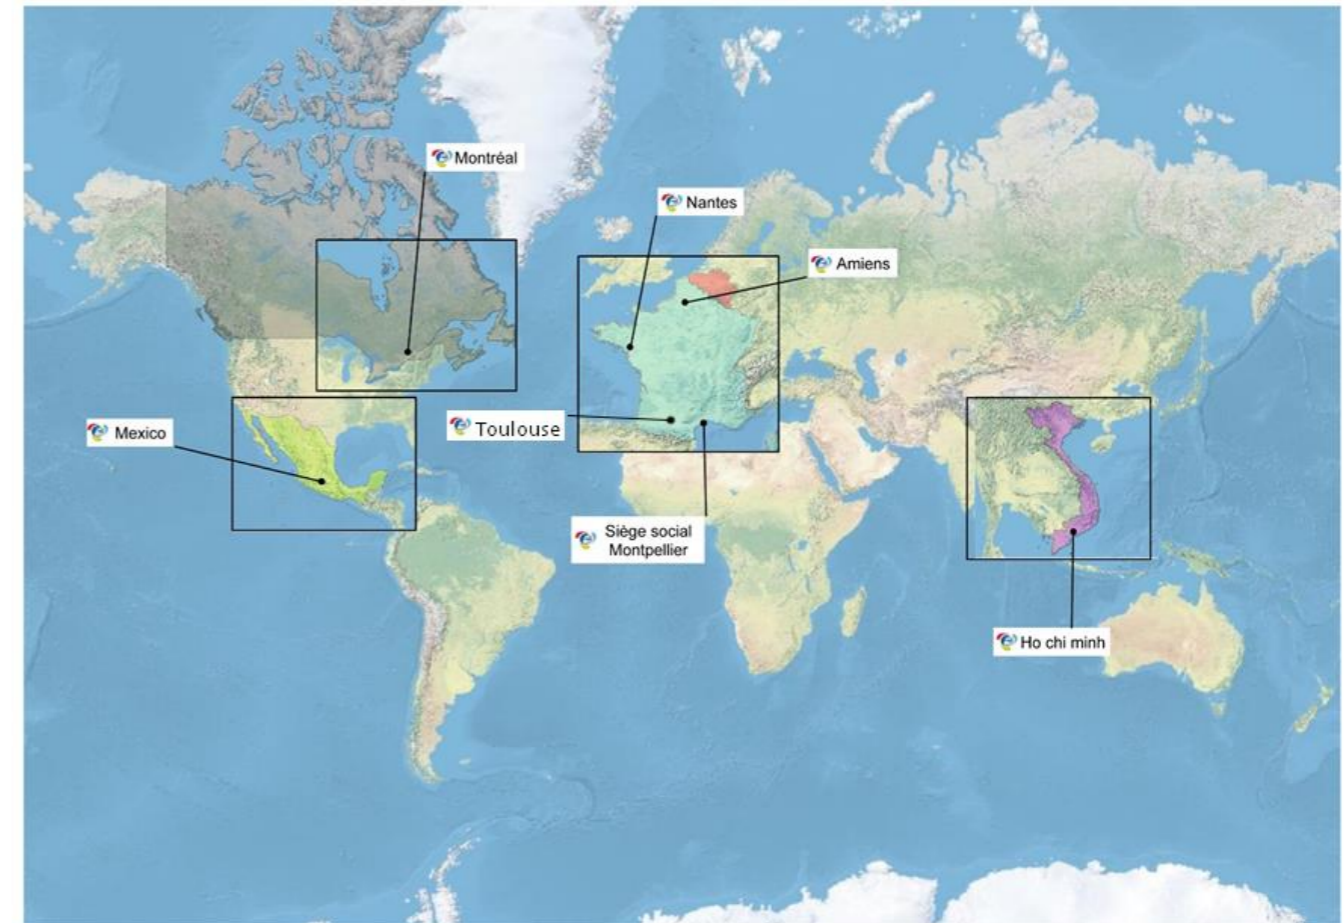 Montréal
Nantes
Amiens
Mexico
Toulouse
Siège social
Montpellier
Ho chi minh